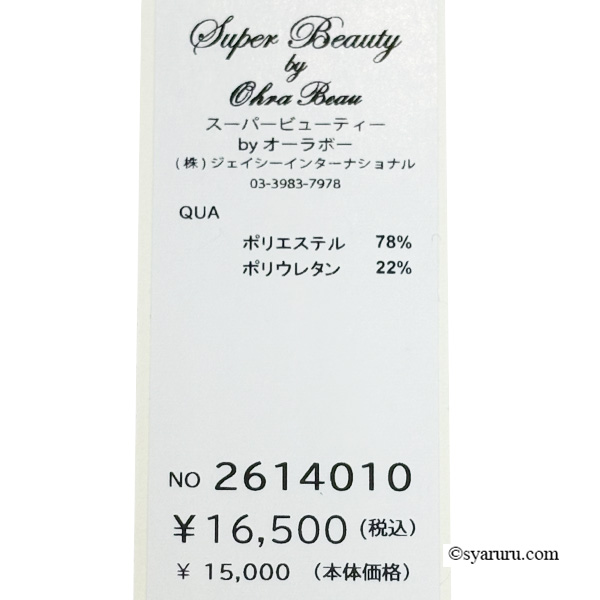 Super Beauty
by
Ohra Beau
スーパービューティー
by オーラボー
(株)ジェイシーインターナショナル
03-3983-7978
QUA
ポリエステル 78%
ポリウレタン 22%
NO 2614010
¥16,500(税込)
¥ 15,000 (本体価格)
©syaruru.com